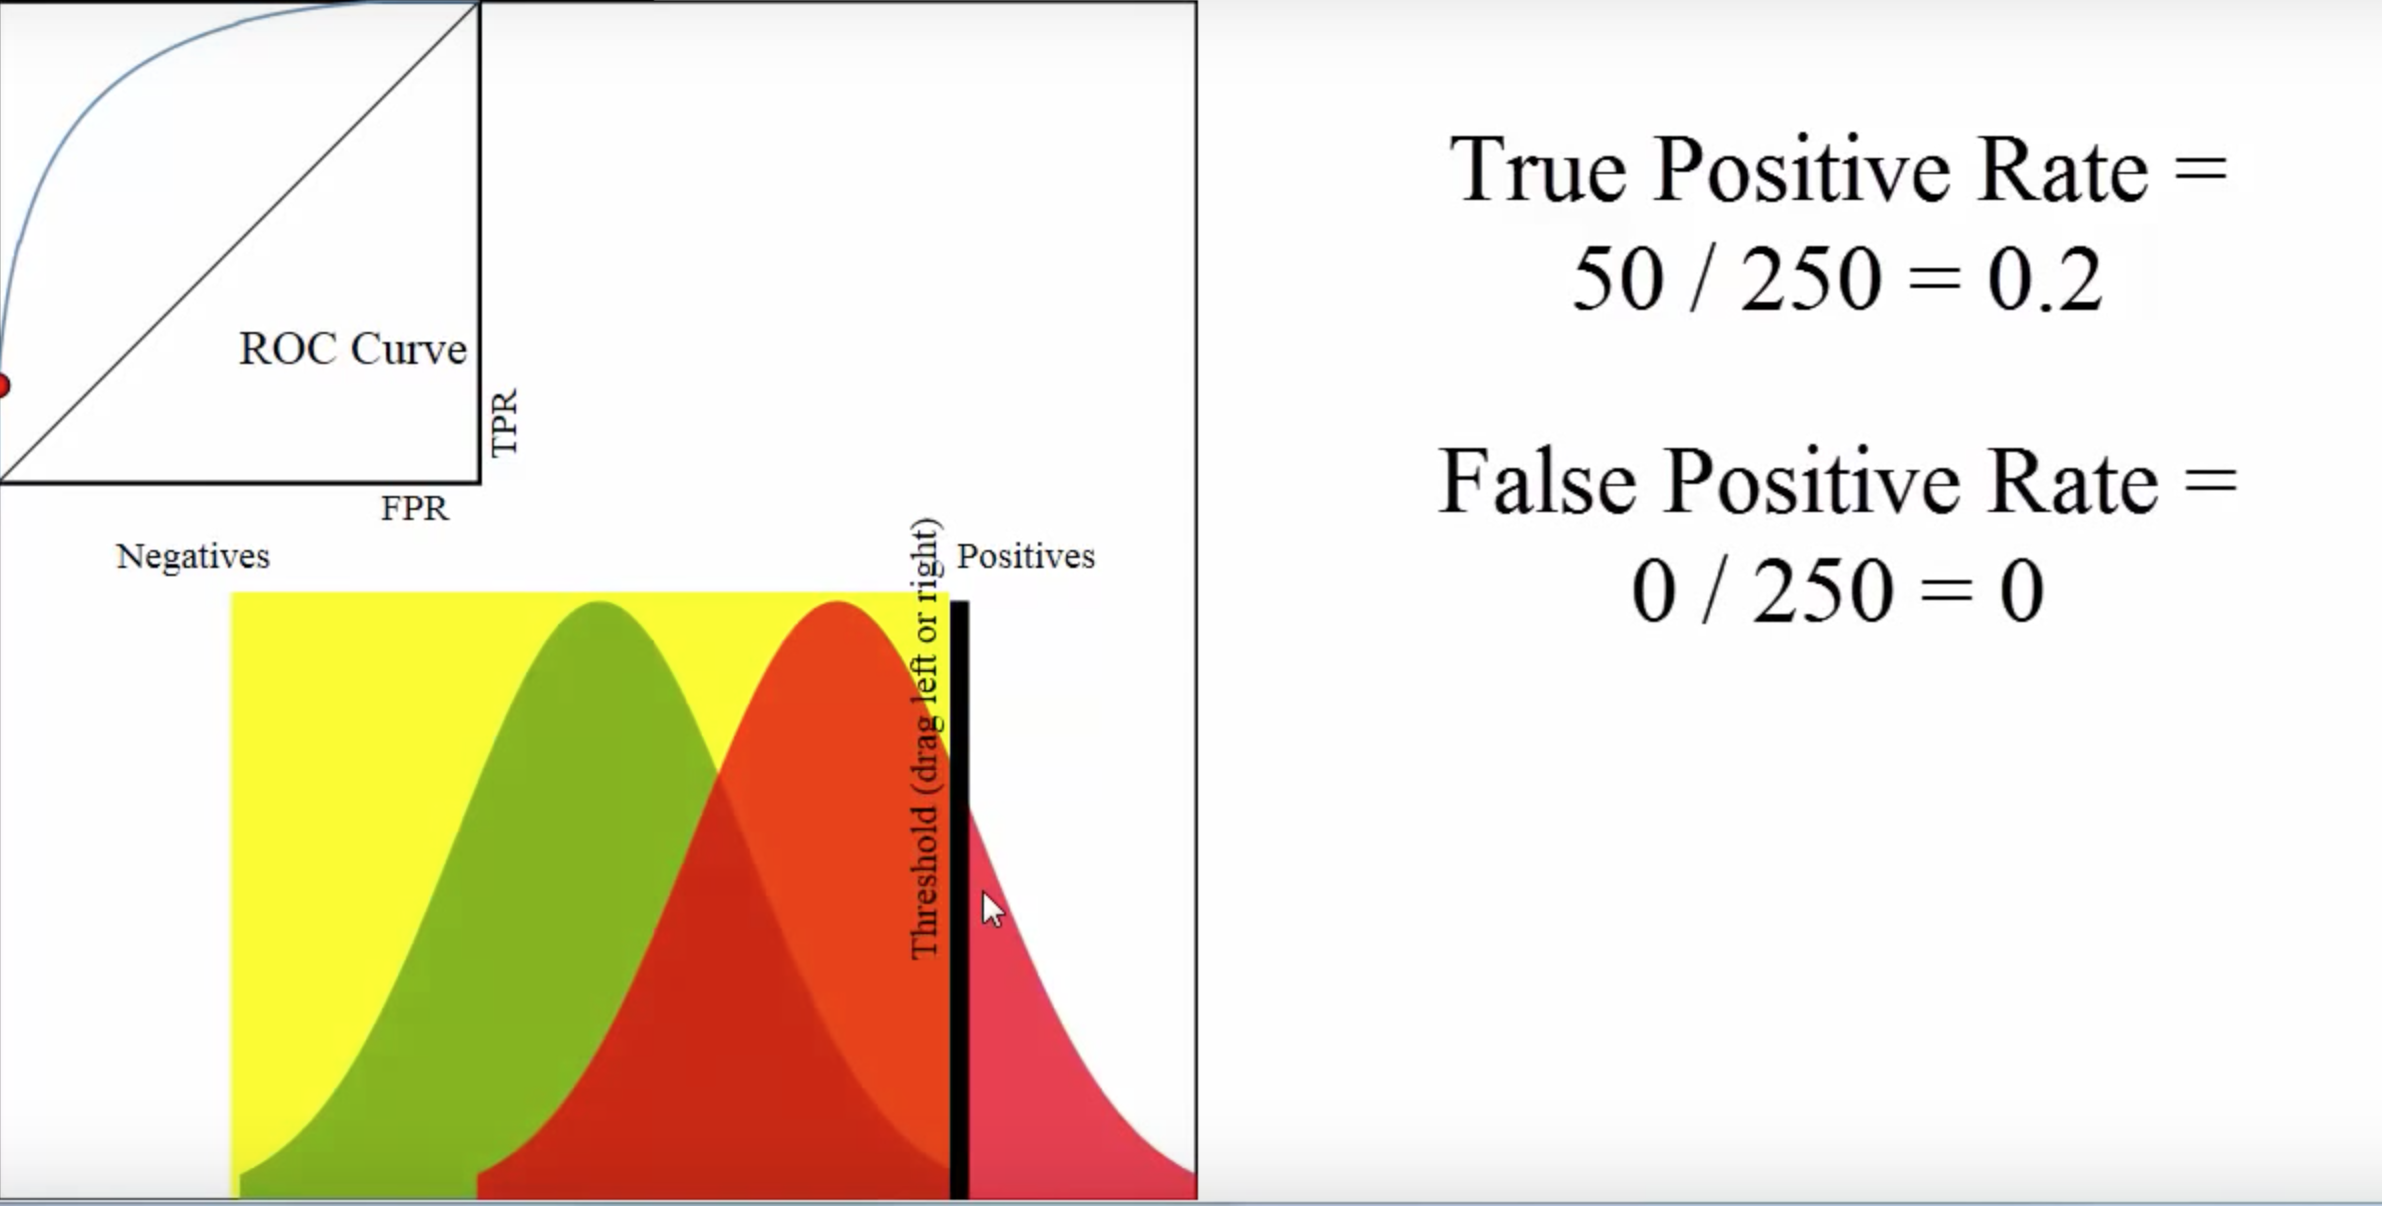 ROC Curve
TPR
FPR
Negatives
Positives
Threshold (drag left or right)
True Positive Rate =
50 / 250 = 0.2
False Positive Rate =
0 / 250 = 0